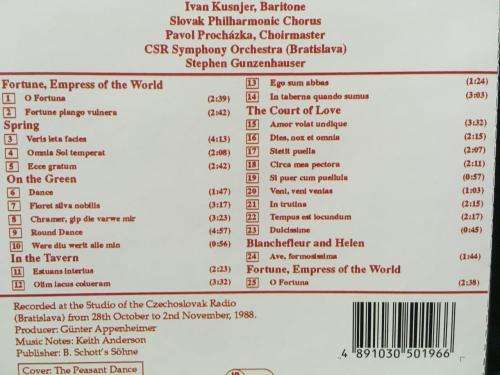 Ivan Kusnjer, Baritone
Slovak Philharmonic Chorus
Pavol Procházka, Choirmaster
CSR Symphony Orchestra (Bratislava)
Stephen Gunzenhauser
Fortune, Empress of the World
1 O Fortuna (2:39)
2 Fortune plango vulnera (2:42)
Spring
3 Veris leta facies (4:13)
4 Omnia Sol temperat (2:08)
5 Ecce gratum (2:42)
On the Green
6 Dance (1:47)
7 Floret silva nobilis (3:17)
8 Chramer, gip die varwe mir (3:23)
9 Round Dance (4:57)
10 Were diu werlt alle min (0:56)
In the Tavern
11 Estuans interius (2:23)
12 Olim lacus colueram (3:32)
13 Ego sum abbas (1:24)
14 In taberna quando sumus (3:03)
The Court of Love
15 Amor volat undique (3:32)
16 Dies, nox et omnia (2:15)
17 Stetit puella (2:07)
18 Circa mea pectora (2:11)
19 Si puer cum puellula (0:57)
20 Veni, veni venias (1:03)
21 In trutina (2:15)
22 Tempus est iocundum (2:17)
23 Dulcissime (0:45)
Blanchefleur and Helen
24 Ave, formosissima (1:44)
Fortune, Empress of the World
25 O Fortuna (2:38)
Recorded at the Studio of the Czechoslovak Radio
(Bratislava) from 28th October to 2nd November, 1988.
Producer: Günter Appenheimer
Music Notes: Keith Anderson
Publisher: B. Schott's Söhne
Cover: The Peasant Dance
4 891030 501966